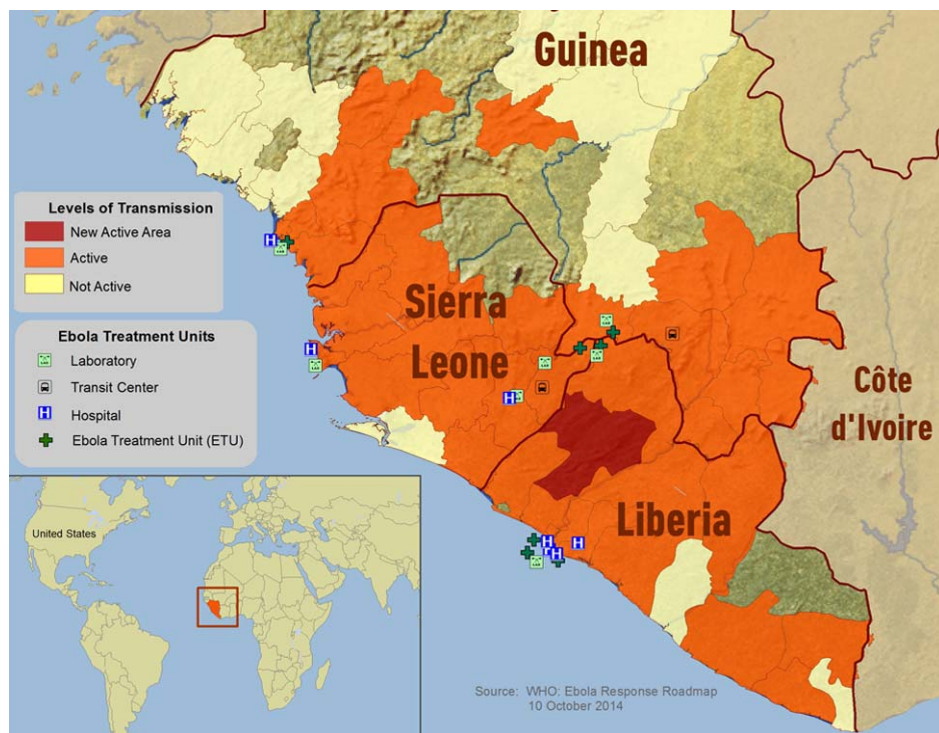 Guinea
Levels of Transmission
New Active Area
Active
Not Active
Sierra
Leone
Ebola Treatment Units
Laboratory
Transit Center
Hospital
Ebola Treatment Unit (ETU)
Côte
d'Ivoire
Liberia
United States
Source: WHO: Ebola Response Roadmap
10 October 2014